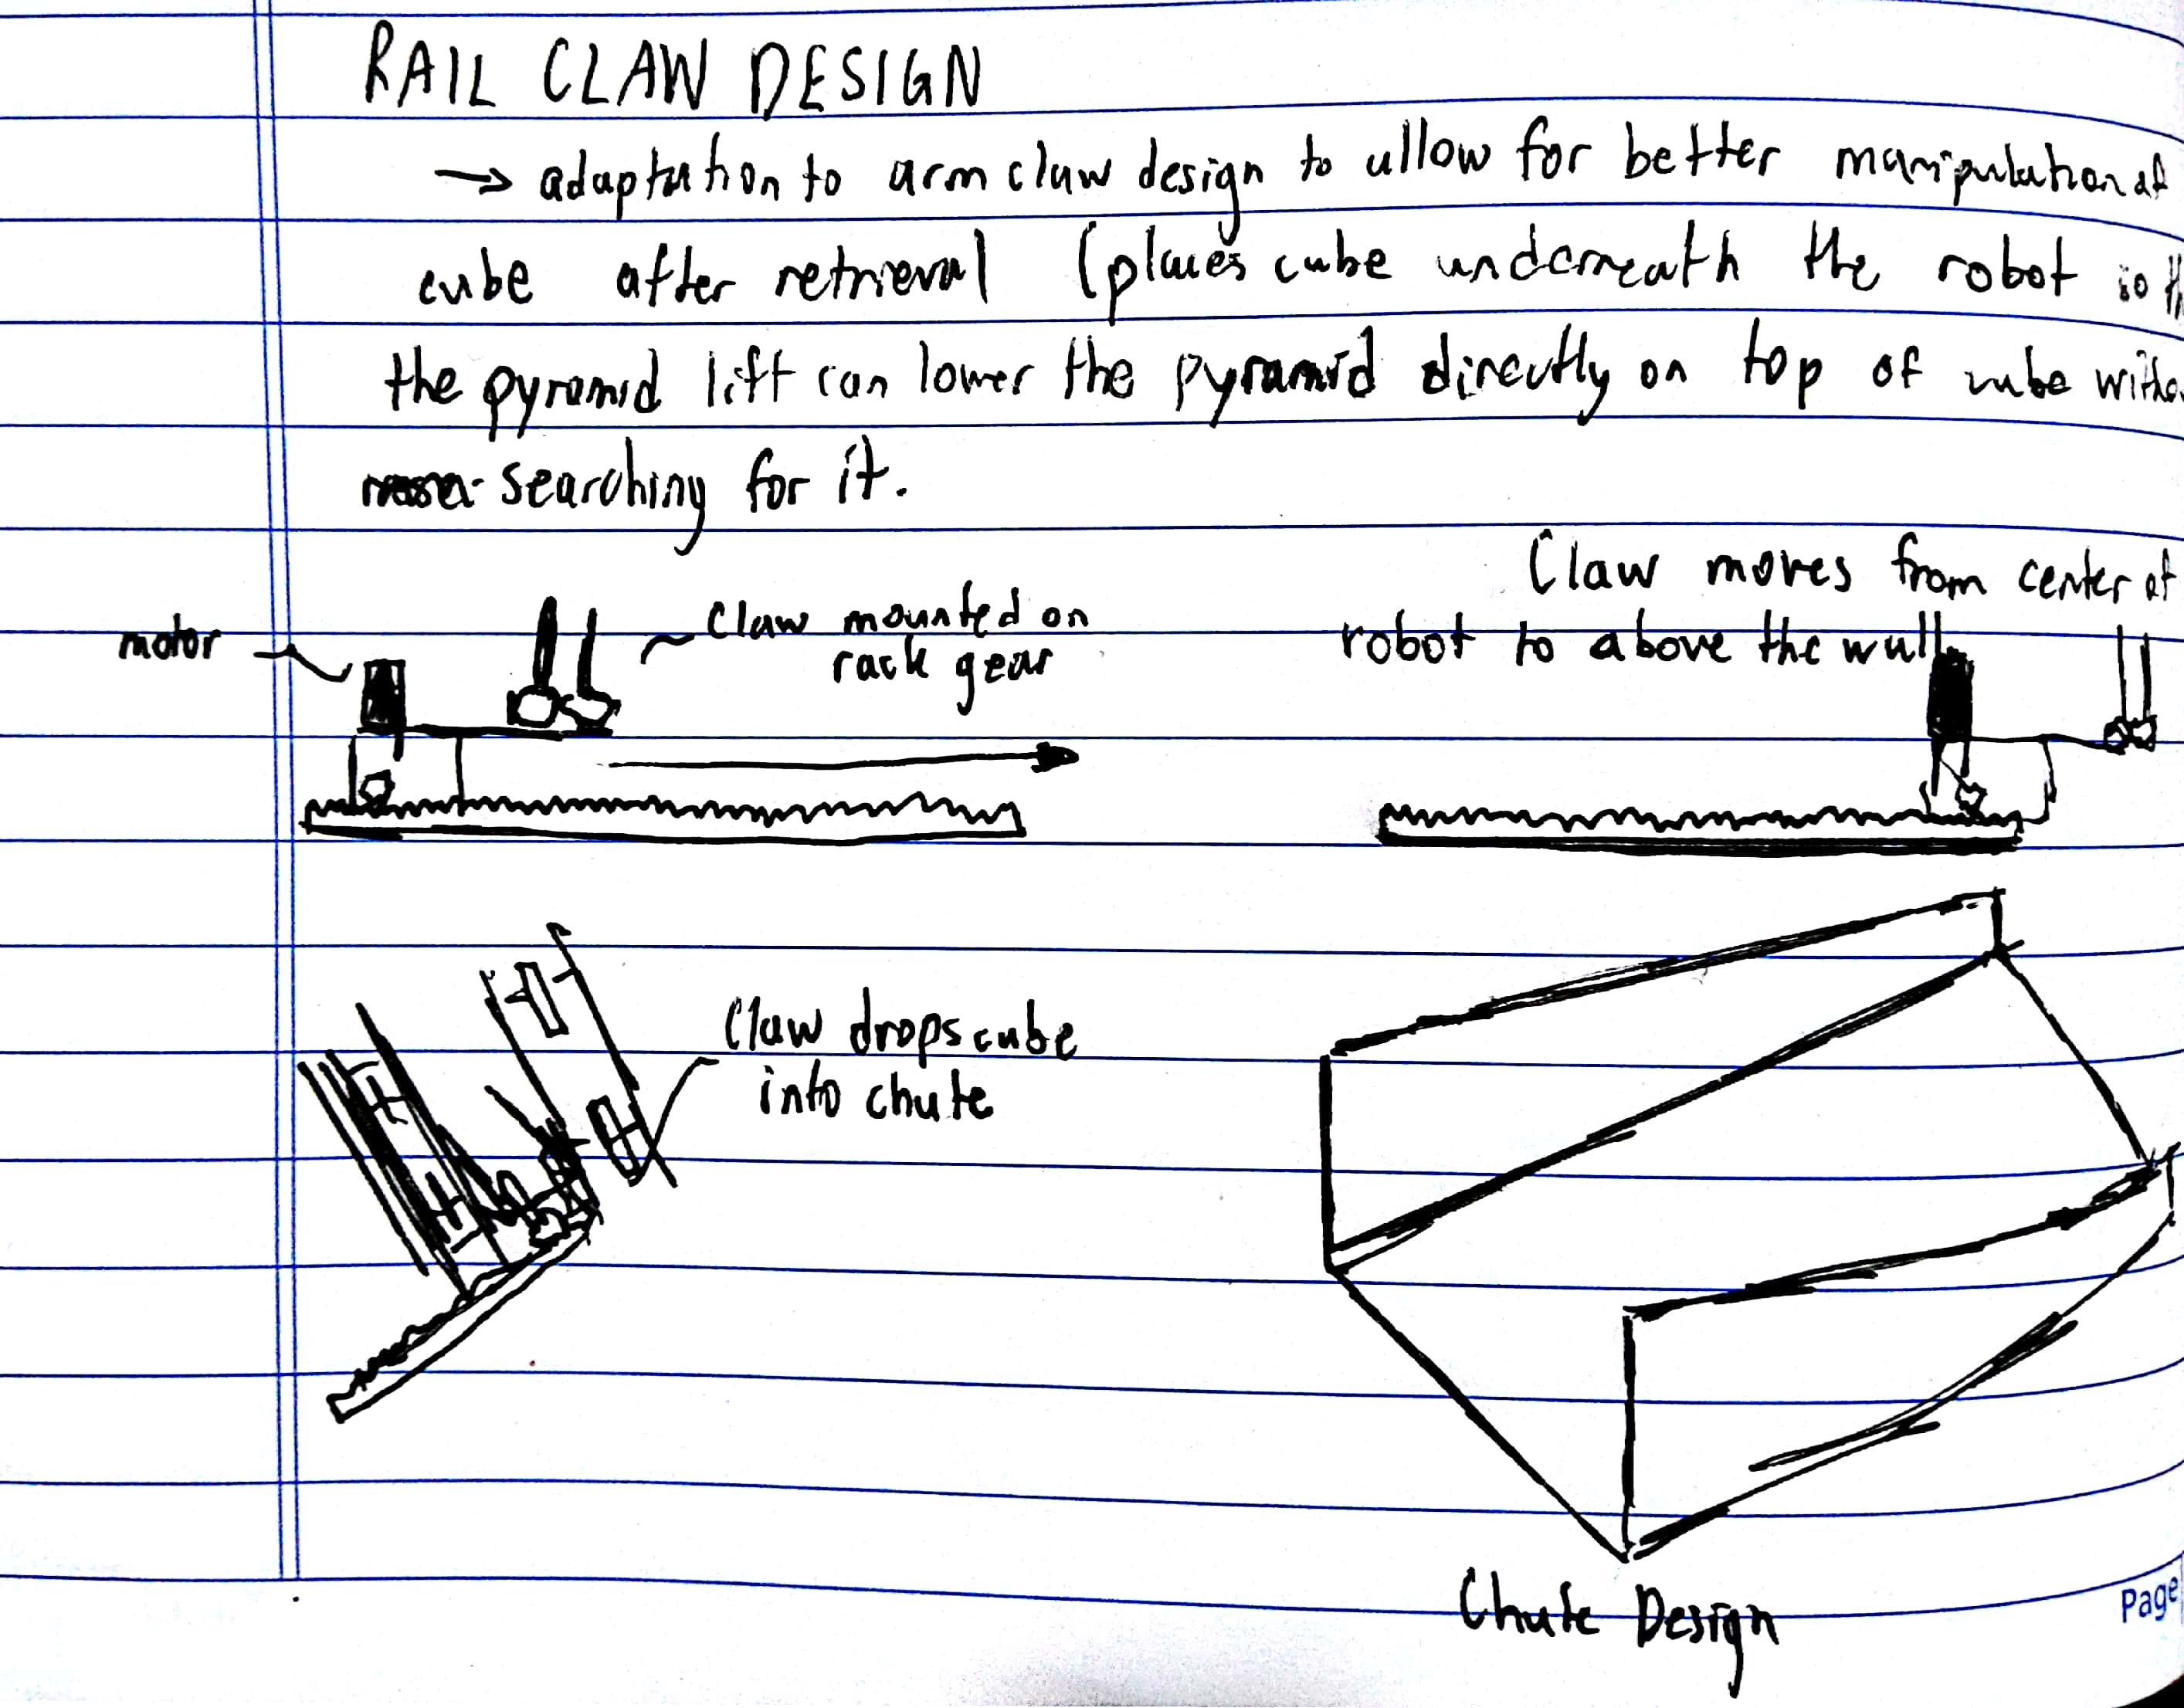 RAIL CLAW DESIGN
→ adaptation to arm claw design to allow for better manipulation of
cube after retrieval (places cube underneath the robot so th
the pyramid lift can lower the pyramid directly on top of cube witho
searching for it.
Claw moves from center of
robot to above the wall
motor
Claw mounted on
rack gear
Claw drops cube
into chute
Chute Design
Page